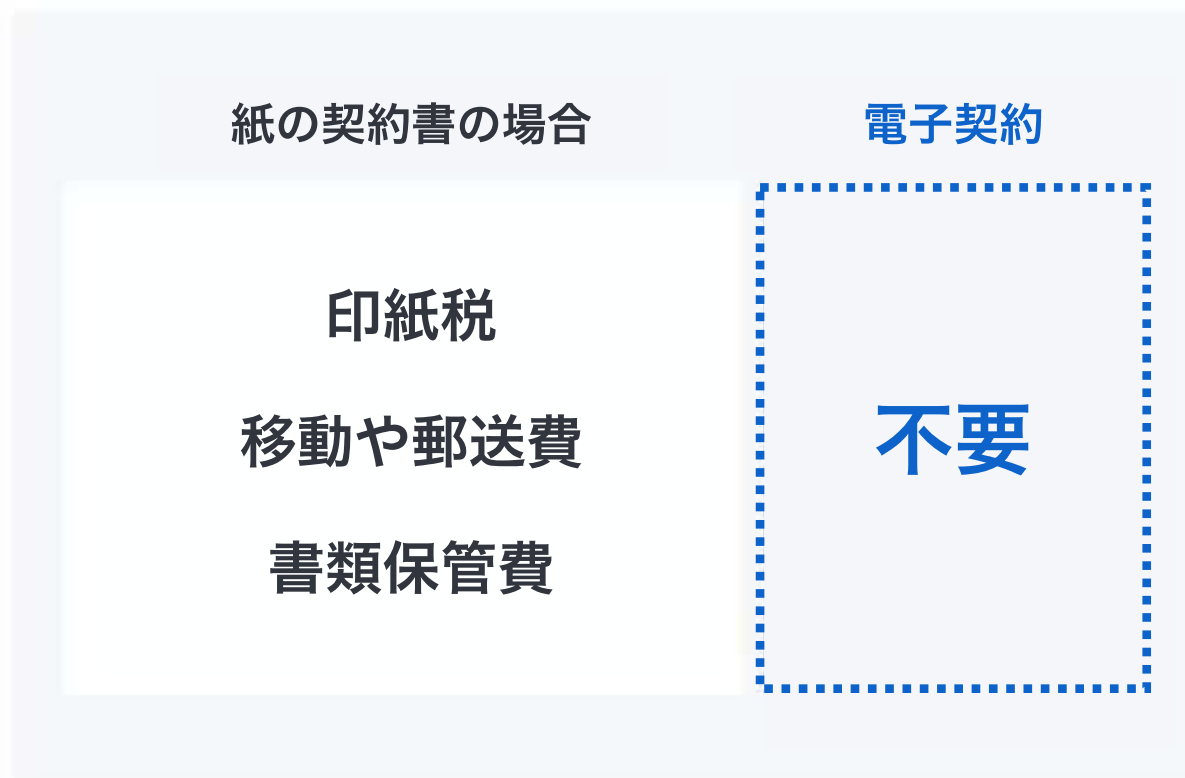 紙の契約書の場合
電子契約
印紙税
移動や郵送費
書類保管費
不要